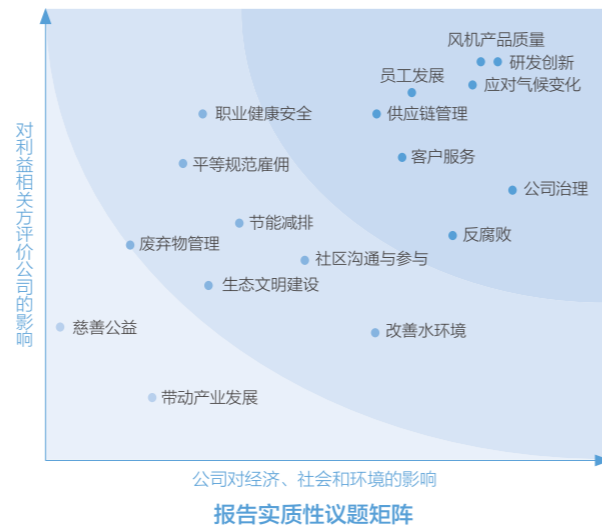 风机产品质量
研发创新
员工发展
应对气候变化
职业健康安全
供应链管理
客户服务
平等规范雇佣
公司治理
节能减排
反腐败
废弃物管理
社区沟通与参与
生态文明建设
慈善公益
改善水环境
带动产业发展
对利益相关方评价公司的影响
公司对经济、社会和环境的影响
报告实质性议题矩阵